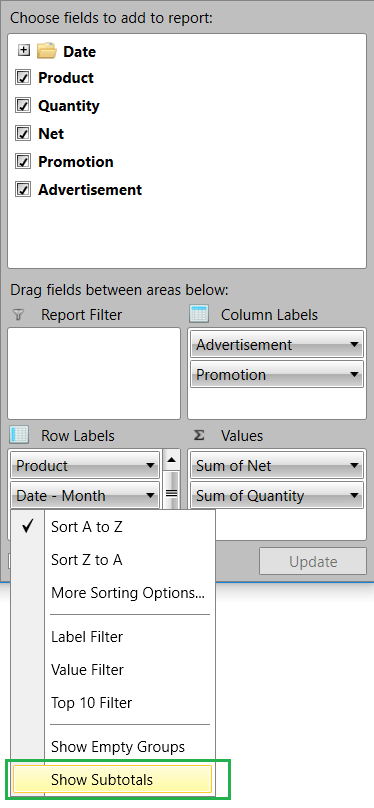 Choose fields to add to report:
Date
Product
Quantity
Net
Promotion
Advertisement
Drag fields between areas below:
Report Filter
Column Labels
Advertisement
Promotion
Row Labels
Σ Values
Product
Date - Month
Sum of Net
Sum of Quantity
Update
Sort A to Z
Sort Z to A
More Sorting Options...
Label Filter
Value Filter
Top 10 Filter
Show Empty Groups
Show Subtotals